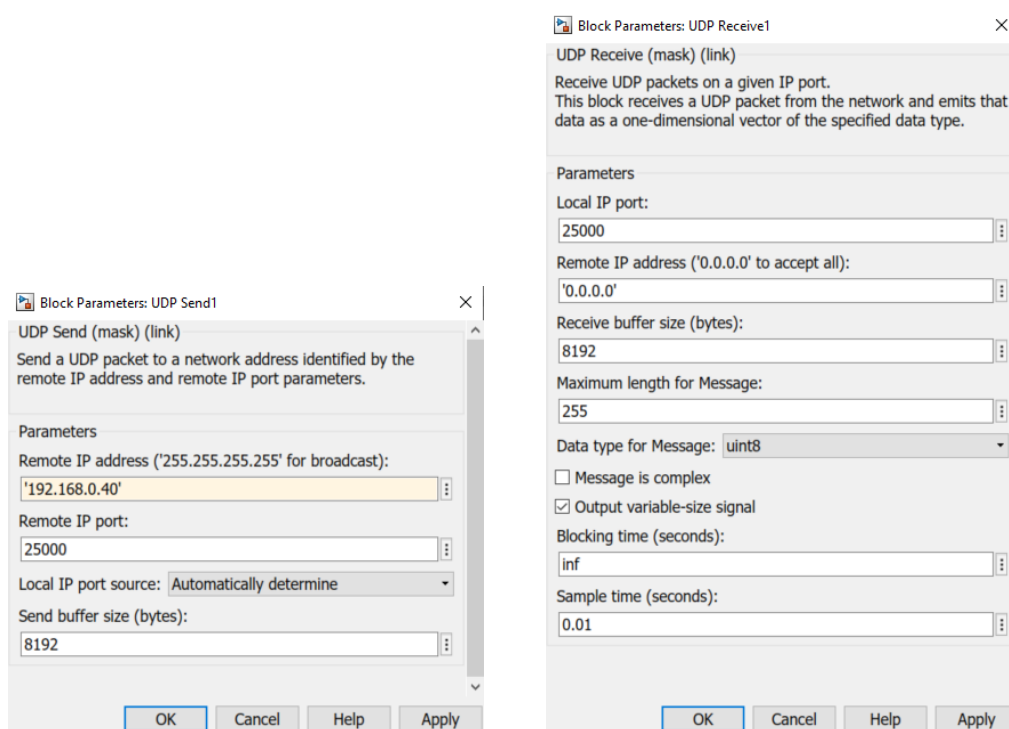 Block Parameters: UDP Send1
UDP Send (mask) (link)
Send a UDP packet to a network address identified by the
remote IP address and remote IP port parameters.
Parameters
Remote IP address ('255.255.255.255' for broadcast):
'192.168.0.40'
Remote IP port:
25000
Local IP port source: Automatically determine
Send buffer size (bytes):
8192
OK Cancel Help Apply
Block Parameters: UDP Receive1
UDP Receive (mask) (link)
Receive UDP packets on a given IP port.
This block receives a UDP packet from the network and emits that
data as a one-dimensional vector of the specified data type.
Parameters
Local IP port:
25000
Remote IP address ('0.0.0.0' to accept all):
'0.0.0.0'
Receive buffer size (bytes):
8192
Maximum length for Message:
255
Data type for Message: uint8
Message is complex
Output variable-size signal
Blocking time (seconds):
inf
Sample time (seconds):
0.01
OK Cancel Help Apply